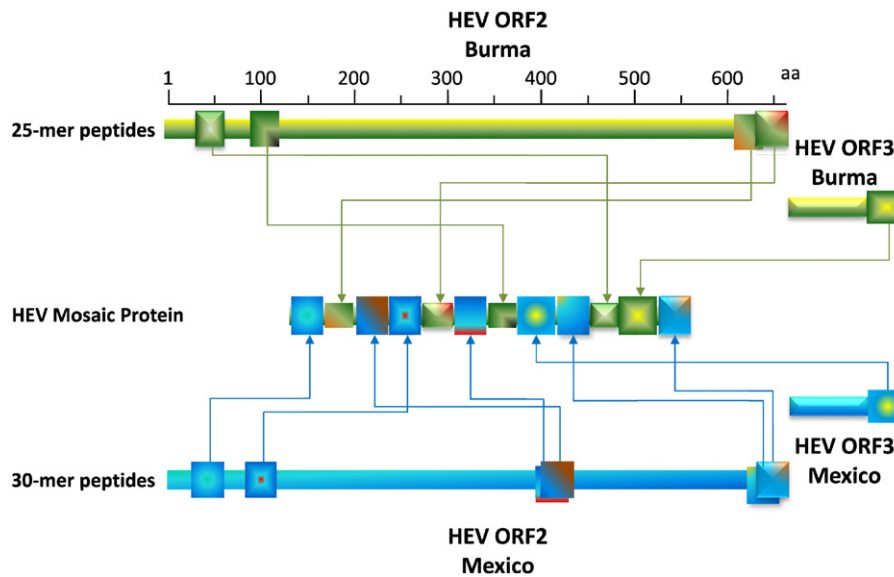 HEV ORF2
Burma
1 100 200 300 400 500 600 aa
25-mer peptides
HEV ORF3
Burma
HEV Mosaic Protein
30-mer peptides
HEV ORF3
Mexico
HEV ORF2
Mexico